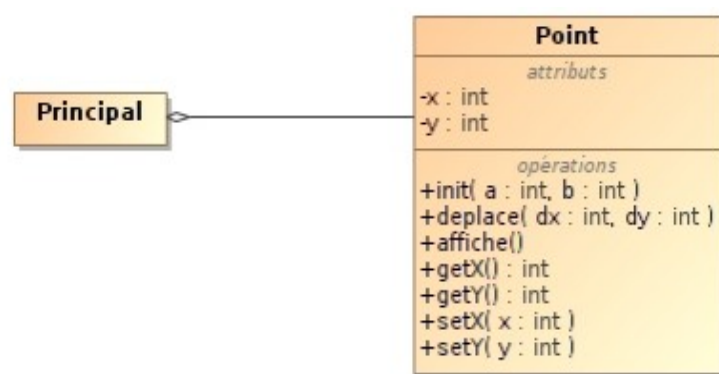 Principal
Point
attributs
-x : int
-y : int
opérations
+init( a : int, b : int )
+deplace( dx : int, dy : int )
+affiche()
+getX() : int
+getY() : int
+setX( x : int )
+setY( y : int )